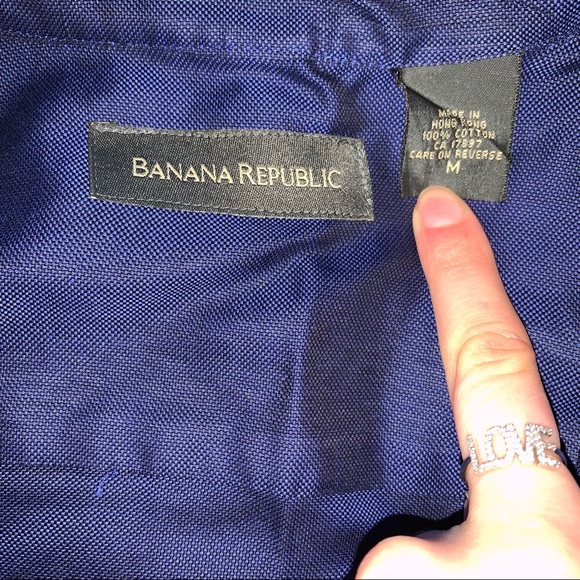 BANANA REPUBLIC
MADE IN
HONG KONG
100% COTTON
CA 17897
CARE ON REVERSE
M
LOVE